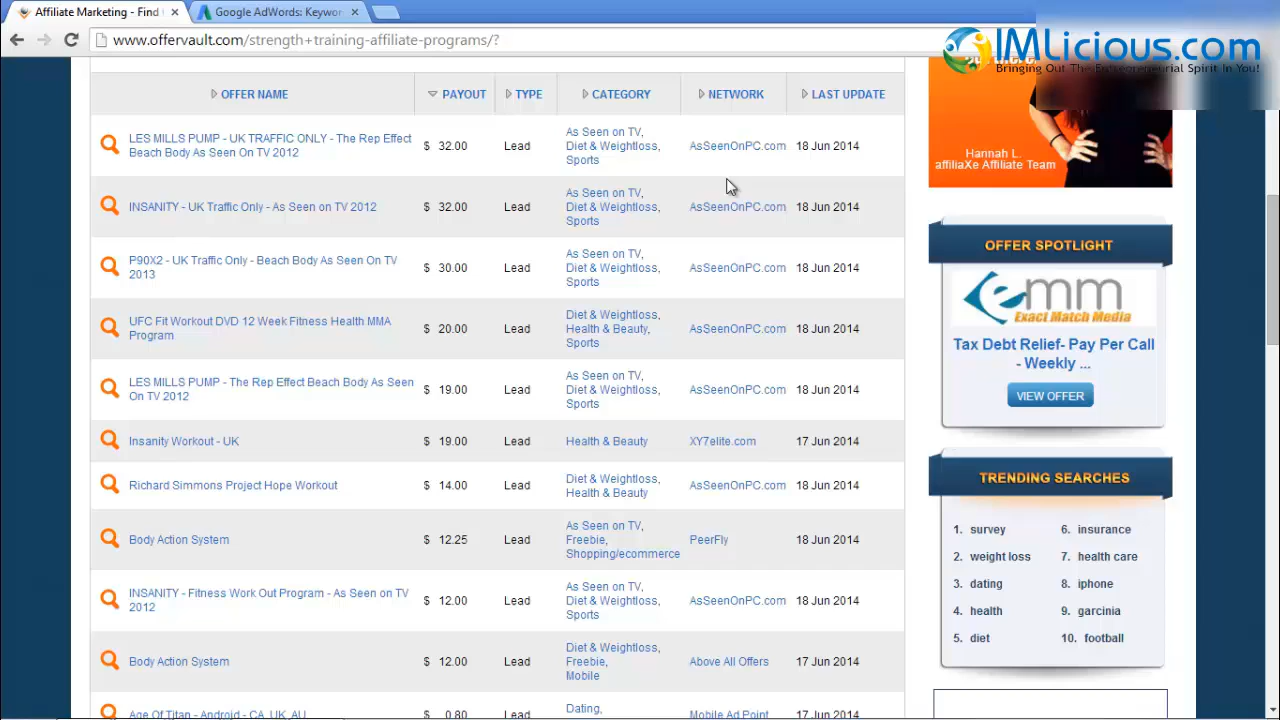 Affiliate Marketing - Find
Google AdWords: Keywor
www.offervault.com/strength+training-affiliate-programs/?
IMLicious.com
Bringing Out The Entrepreneurial Spirit In You!
OFFER NAME PAYOUT TYPE CATEGORY NETWORK LAST UPDATE
LES MILLS PUMP - UK TRAFFIC ONLY - The Rep Effect
Beach Body As Seen On TV 2012
$ 32.00 Lead
As Seen on TV,
Diet & Weightloss,
Sports
AsSeenOnPC.com 18 Jun 2014
INSANITY - UK Traffic Only - As Seen on TV 2012
$ 32.00 Lead
As Seen on TV,
Diet & Weightloss,
Sports
AsSeenOnPC.com 18 Jun 2014
P90X2 - UK Traffic Only - Beach Body As Seen On TV
2013
$ 30.00 Lead
As Seen on TV,
Diet & Weightloss,
Sports
AsSeenOnPC.com 18 Jun 2014
UFC Fit Workout DVD 12 Week Fitness Health MMA
Program
$ 20.00 Lead
Diet & Weightloss,
Health & Beauty,
Sports
AsSeenOnPC.com 18 Jun 2014
LES MILLS PUMP - The Rep Effect Beach Body As Seen
On TV 2012
$ 19.00 Lead
As Seen on TV,
Diet & Weightloss,
Sports
AsSeenOnPC.com 18 Jun 2014
Insanity Workout - UK $ 19.00 Lead Health & Beauty XY7elite.com 17 Jun 2014
Richard Simmons Project Hope Workout
$ 14.00 Lead
Diet & Weightloss,
Health & Beauty
AsSeenOnPC.com 18 Jun 2014
Body Action System
$ 12.25 Lead
As Seen on TV,
Freebie,
Shopping/ecommerce
PeerFly 18 Jun 2014
INSANITY - Fitness Work Out Program - As Seen on TV
2012
$ 12.00 Lead
As Seen on TV,
Diet & Weightloss,
Sports
AsSeenOnPC.com 18 Jun 2014
Body Action System
$ 12.00 Lead
Diet & Weightloss,
Freebie,
Mobile
Above All Offers 17 Jun 2014
Age Of Titan - Android - CA, UK, AU
$ 0.80 Lead
Dating,
Mobile Ad Point 17 Jun 2014
Hannah L.
affiliaXe Affiliate Team
OFFER SPOTLIGHT
emm
Exact Match Media
Tax Debt Relief- Pay Per Call
- Weekly ...
VIEW OFFER
TRENDING SEARCHES
1. survey 6. insurance
2. weight loss 7. health care
3. dating 8. iphone
4. health 9. garcinia
5. diet 10. football